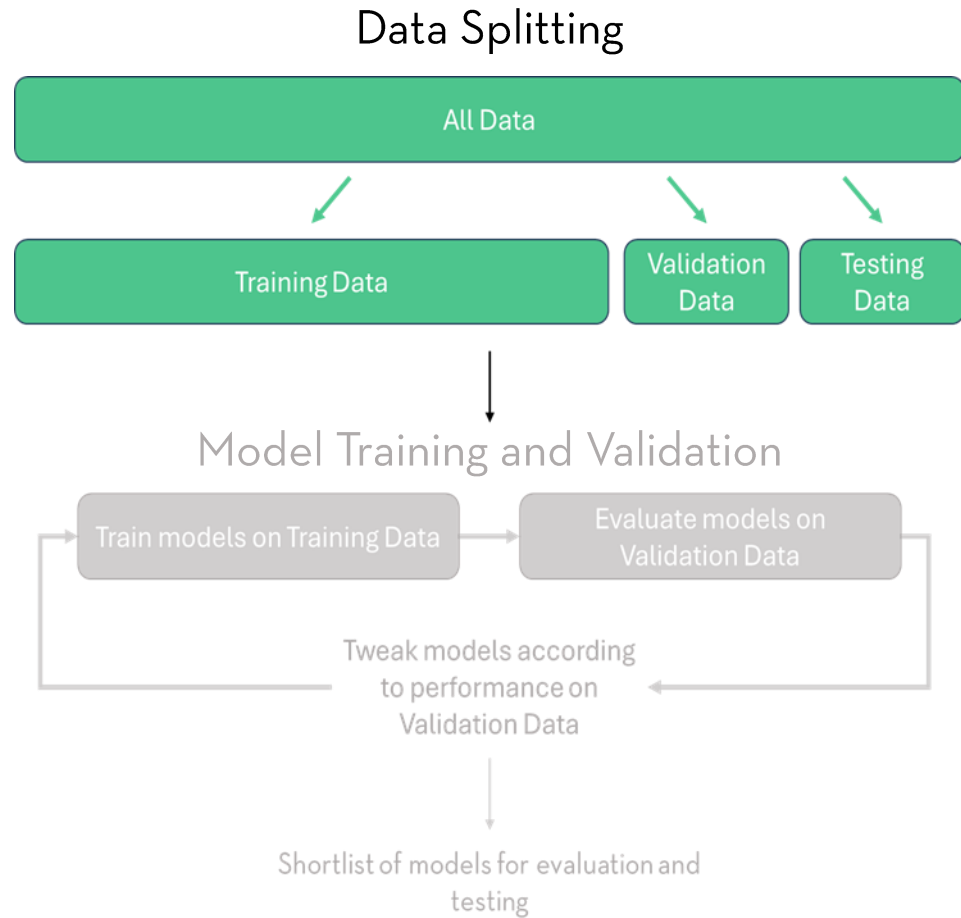 Data Splitting
All Data
Training Data
Validation
Data
Testing
Data
Model Training and Validation
Train models on Training Data
Evaluate models on
Validation Data
Tweak models according
to performance on
Validation Data
Shortlist of models for evaluation and
testing